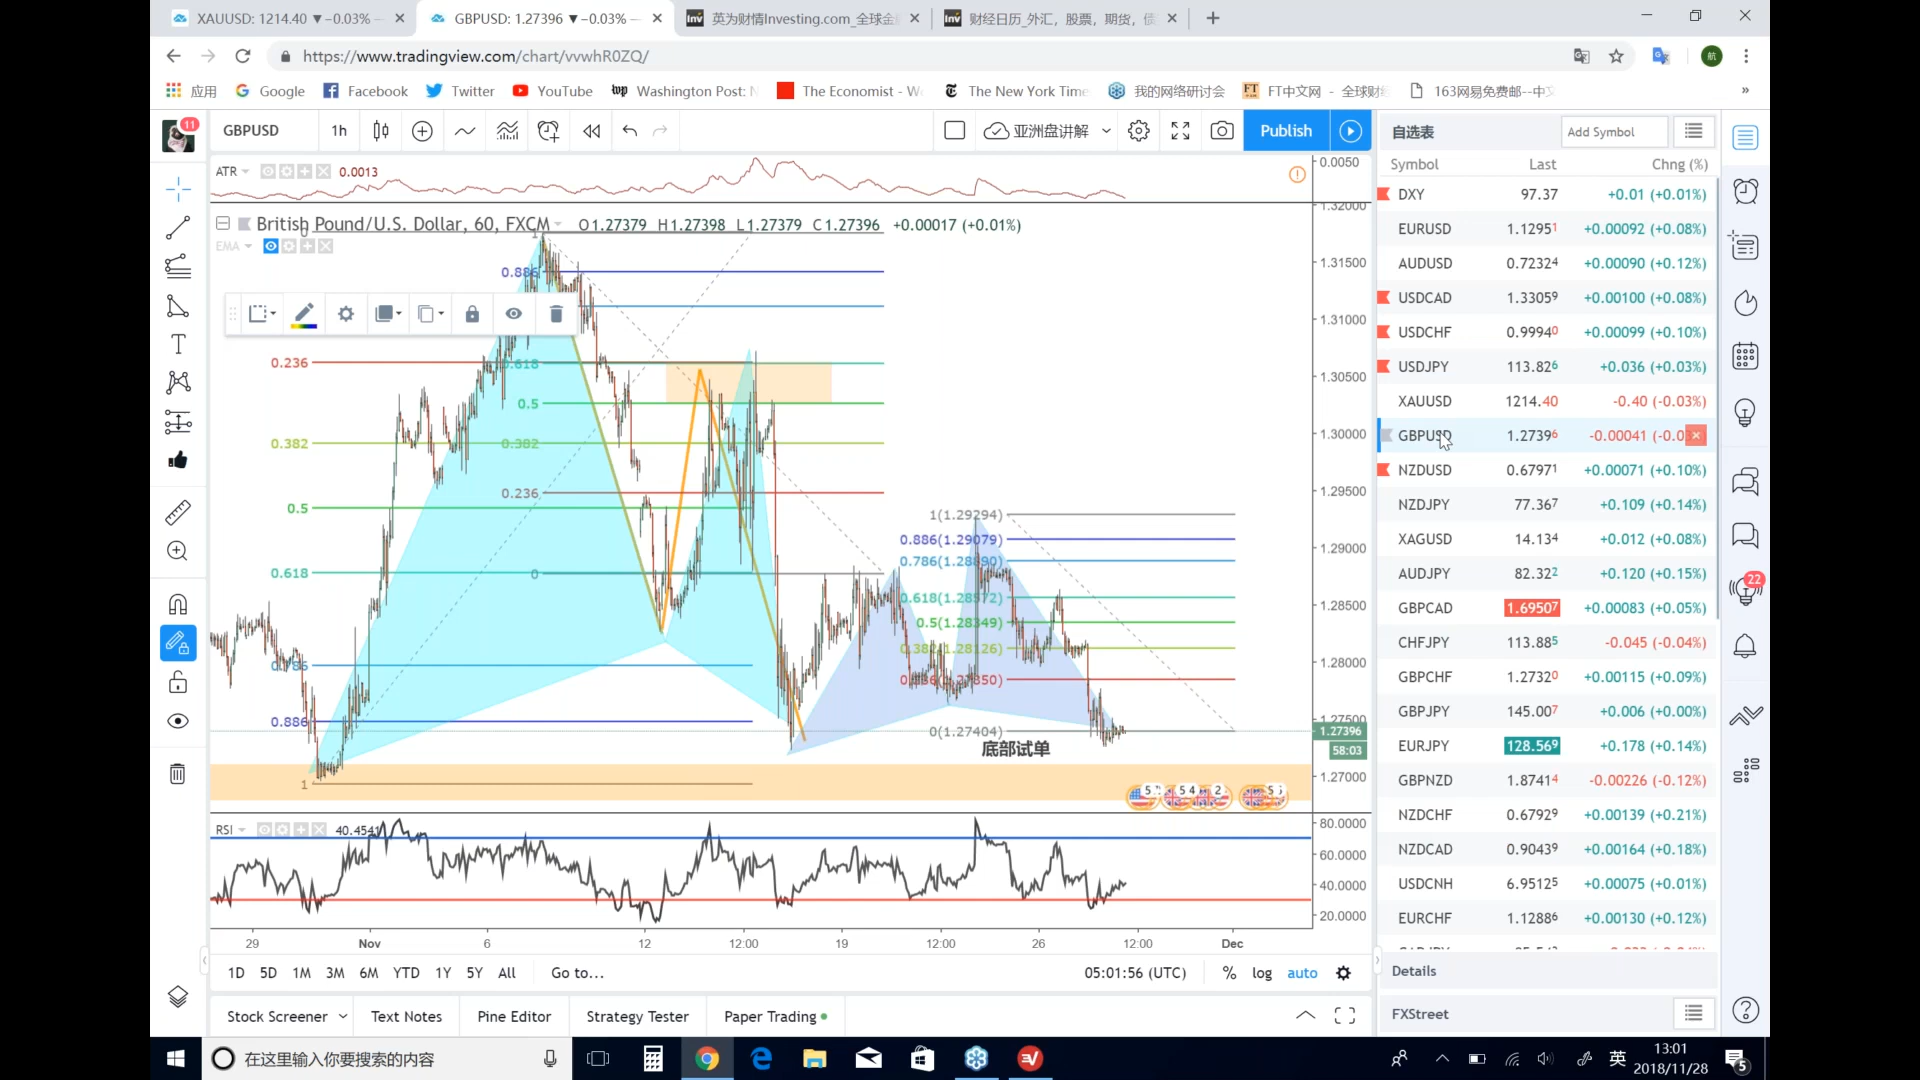 XAUUSD: 1214.40 ▼−0.03% —
GBPUSD: 1.27396 ▼−0.03% —
英为财情Investing.com_全球金融
财经日历_外汇，股票，期货，债
https://www.tradingview.com/chart/vvwhR0ZQ/
应用 Google Facebook Twitter YouTube Washington Post: The Economist - W The New York Time 我的网络研讨会 FT中文网 - 全球财 163网易免费邮--中文
11 GBPUSD 1h 亚洲盘讲解 Publish
自选表 Add Symbol
ATR 0.0013
British Pound/U.S. Dollar, 60, FXCM O1.27379 H1.27398 L1.27379 C1.27396 +0.00017 (+0.01%)
EMA
0.886
0.618
0.5
0.382
0.236
0
0.236
0.382
0.5
0.618
0.786
0.886
1
1(1.29294)
0.886(1.29079)
0.786(1.28890)
0.618(1.28572)
0.5(1.28349)
0.382(1.28126)
0.236(1.27850)
0(1.27404)
底部试单
0.0050
1.32000
1.31500
1.31000
1.30500
1.30000
1.29500
1.29000
1.28500
1.28000
1.27500
1.27396
58:03
1.27000
RSI 40.4541
80.0000
60.0000
40.0000
20.0000
29 Nov 6 12 12:00 19 12:00 26 12:00 Dec
1D 5D 1M 3M 6M YTD 1Y 5Y All Go to... 05:01:56 (UTC) % log auto
Stock Screener Text Notes Pine Editor Strategy Tester Paper Trading
Symbol Last Chng (%)
DXY 97.37 +0.01 (+0.01%)
EURUSD 1.12951 +0.00092 (+0.08%)
AUDUSD 0.72324 +0.00090 (+0.12%)
USDCAD 1.33059 +0.00100 (+0.08%)
USDCHF 0.99940 +0.00099 (+0.10%)
USDJPY 113.826 +0.036 (+0.03%)
XAUUSD 1214.40 -0.40 (-0.03%)
GBPUSD 1.27396 -0.00041 (-0.0
NZDUSD 0.67971 +0.00071 (+0.10%)
NZDJPY 77.367 +0.109 (+0.14%)
XAGUSD 14.134 +0.012 (+0.08%)
AUDJPY 82.322 +0.120 (+0.15%)
GBPCAD 1.69507 +0.00083 (+0.05%)
CHFJPY 113.885 -0.045 (-0.04%)
GBPCHF 1.27320 +0.00115 (+0.09%)
GBPJPY 145.007 +0.006 (+0.00%)
EURJPY 128.569 +0.178 (+0.14%)
GBPNZD 1.87414 -0.00226 (-0.12%)
NZDCHF 0.67929 +0.00139 (+0.21%)
NZDCAD 0.90439 +0.00164 (+0.18%)
USDCNH 6.95125 +0.00075 (+0.01%)
EURCHF 1.12886 +0.00130 (+0.12%)
Details
FXStreet
22
在这里输入你要搜索的内容
英
13:01
2018/11/28
5